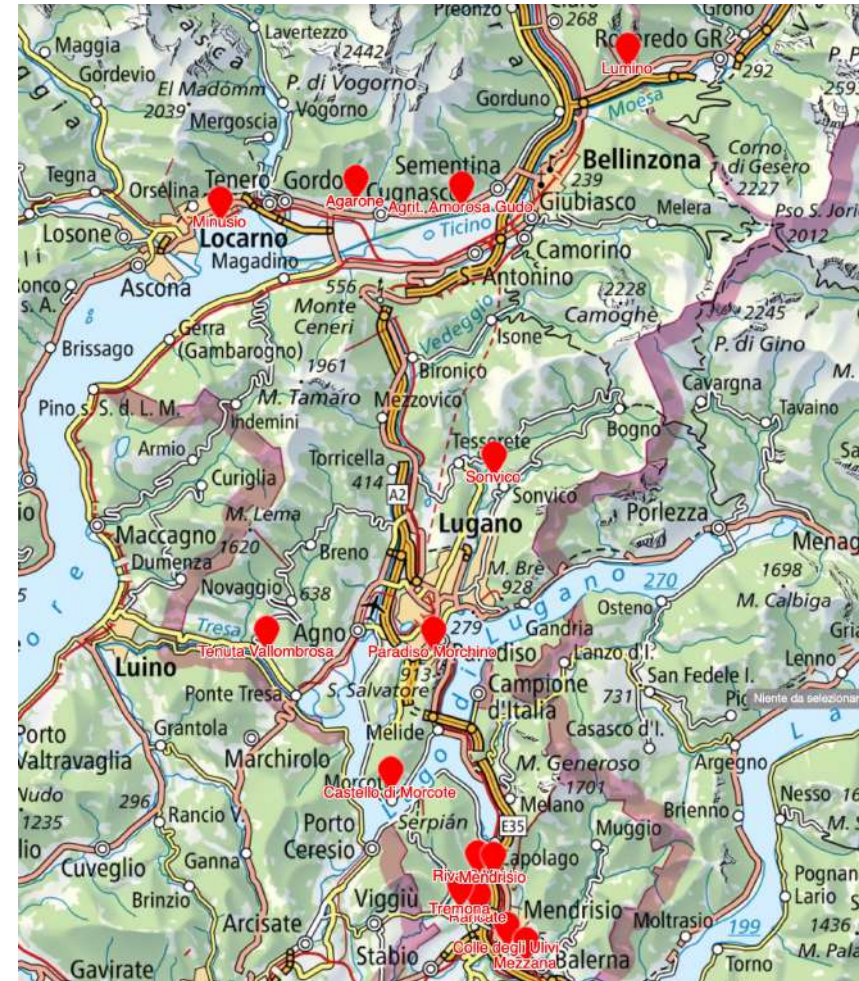 Preonzo
268
Grono
Maggia
Lavertezzo
2442
Roveredo GR
Lumino
292
Gordevio
El Madómm
2039
P. di Vogorno
Vogorno
Mergoscia
Gorduno
Moesa
Bellinzona
Corno
di Gesero
2227
Tegna
Orselina
Tenero
Gordo
Cugnasco
Sementina
239
Agarone
Agrit. Amorosa Gudo
Giubiasco
Melera
Pso S. Jori
2012
Minusio
Losone
Locarno
Magadino
Ticino
Camorino
Ascona
556
Monte
Ceneri
S. Antonino
2228
Camoghè
2245
P. di Gino
Gerra
(Gambarogno)
Vedeggio
Isone
Brissago
1961
M. Tamaro
Bironico
Cavargna
Pino s. S. d. L. M.
Indemini
Mezzovico
Bogno
Tavaino
Armio
Torricella
414
Tesserete
Sonvico
Sonvico
Curiglia
A2
Lugano
Porlezza
M. Lema
1620
Maccagno
Dumenza
Breno
M. Brè
928
270
1698
M. Calbiga
Novaggio
638
Osteno
Tresa
Agno
279
Gandria
Tenuta Vallombrosa
Paradiso Morchino
Lago di Lugano
Lanzo d'I.
Luino
913
S. Salvatore
San Fedele I.
Lenno
Ponte Tresa
Campione
d'Italia
731
Niente da selezionar
Grantola
Melide
Casasco d'I.
Porto
Valtravaglia
Marchirolo
Argegno
M. Generoso
1701
Morcote
Castello di Morcote
Melano
Nesso
1235
296
Rancio V.
Serpiàn
Brienno
Porto
Ceresio
E35
Muggio
Cuveglio
Ganna
Capolago
Mendrisio
Brinzio
Viggiù
Tremona
Mendrisio
Lario
Arcisate
Colle degli Ulivi
Moltrasio
199
1436
Stabio
Mezzana
Balerna
Torno
Gavirate